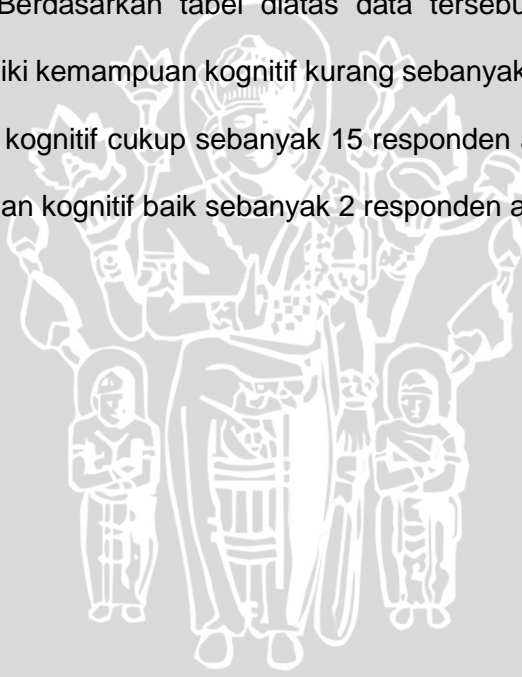 Berdasarkan tabel diatas data tersebu
iki kemampuan kognitif kurang sebanyak
kognitif cukup sebanyak 15 responden a
an kognitif baik sebanyak 2 responden a